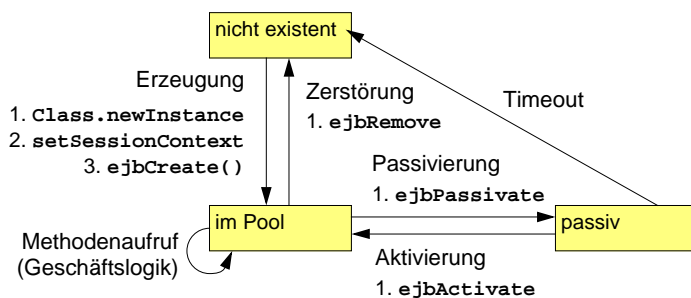 nicht existent
Erzeugung
1. Class.newInstance
2. setSessionContext
3. ejbCreate()
Zerstörung
1. ejbRemove
Timeout
Passivierung
1. ejbPassivate
im Pool
passiv
Methodenaufruf
(Geschäftslogik)
Aktivierung
1. ejbActivate